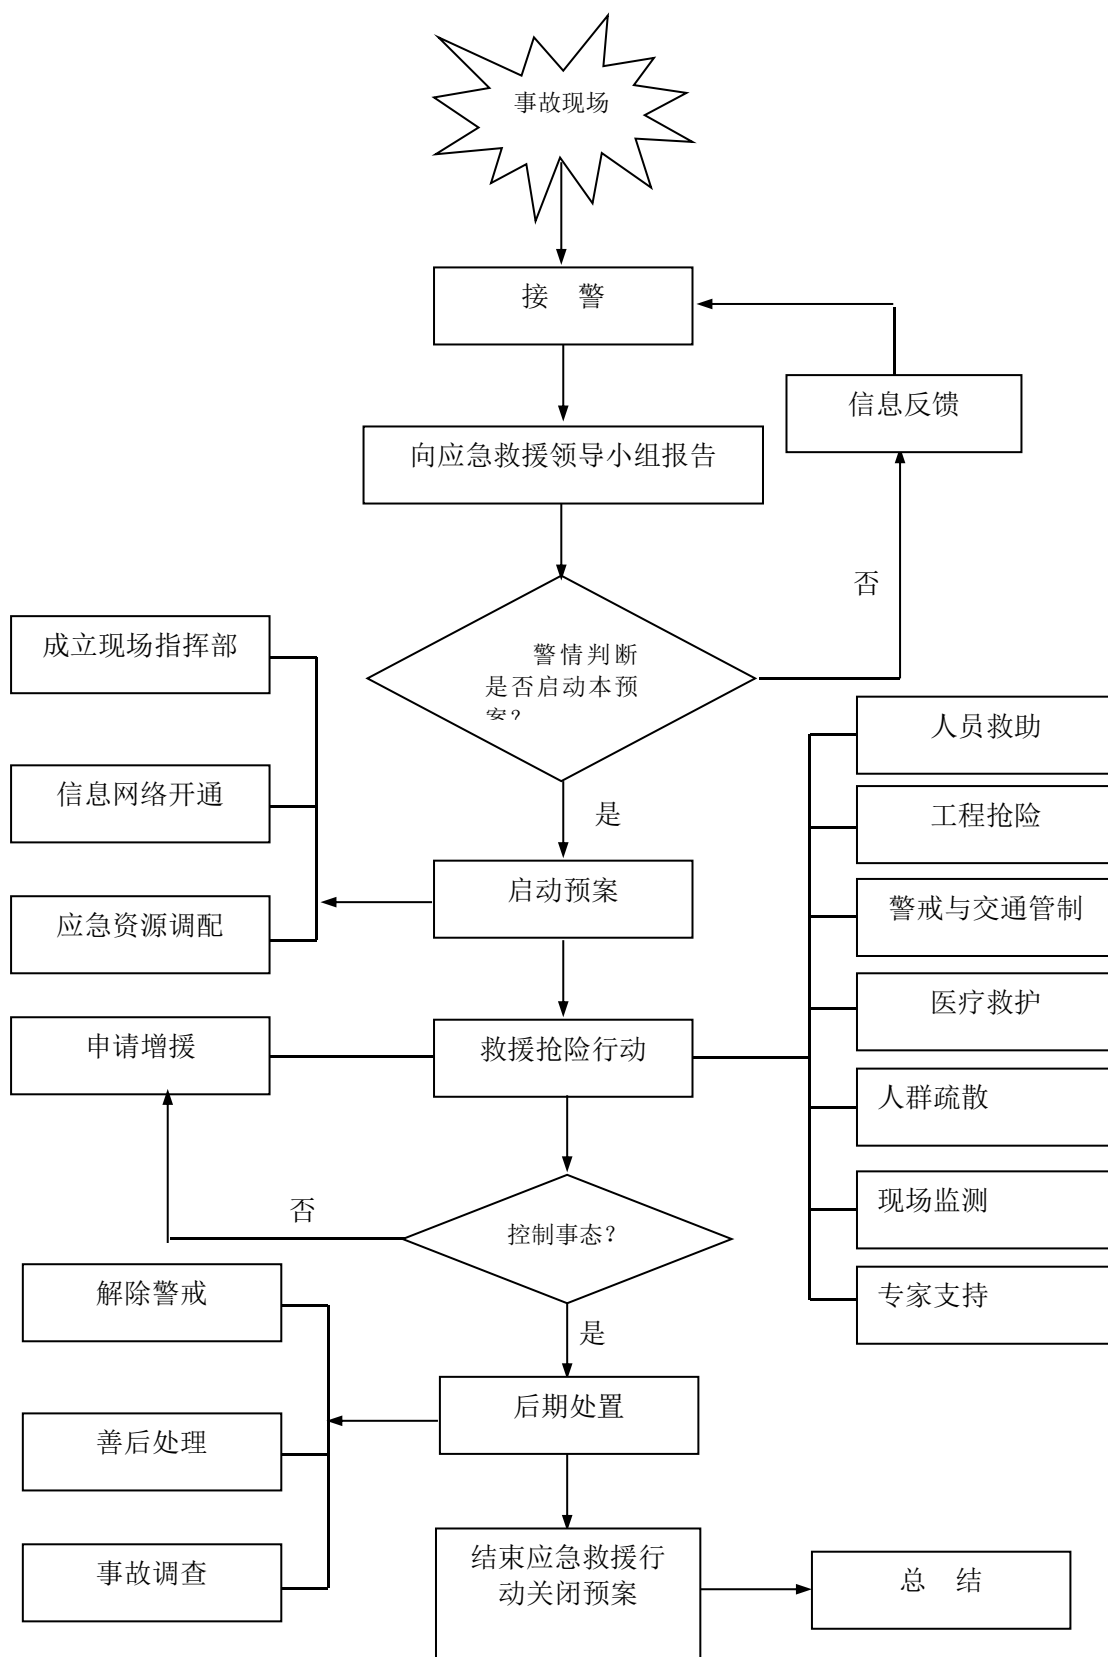 事故现场
接 警
信息反馈
向应急救援领导小组报告
否
成立现场指挥部
警情判断
是否启动本预
案?
人员救助
信息网络开通
是
工程抢险
启动预案
警戒与交通管制
应急资源调配
医疗救护
申请增援
救援抢险行动
人群疏散
现场监测
否
控制事态?
解除警戒
专家支持
是
后期处置
善后处理
结束应急救援行
动关闭预案
事故调查
总 结